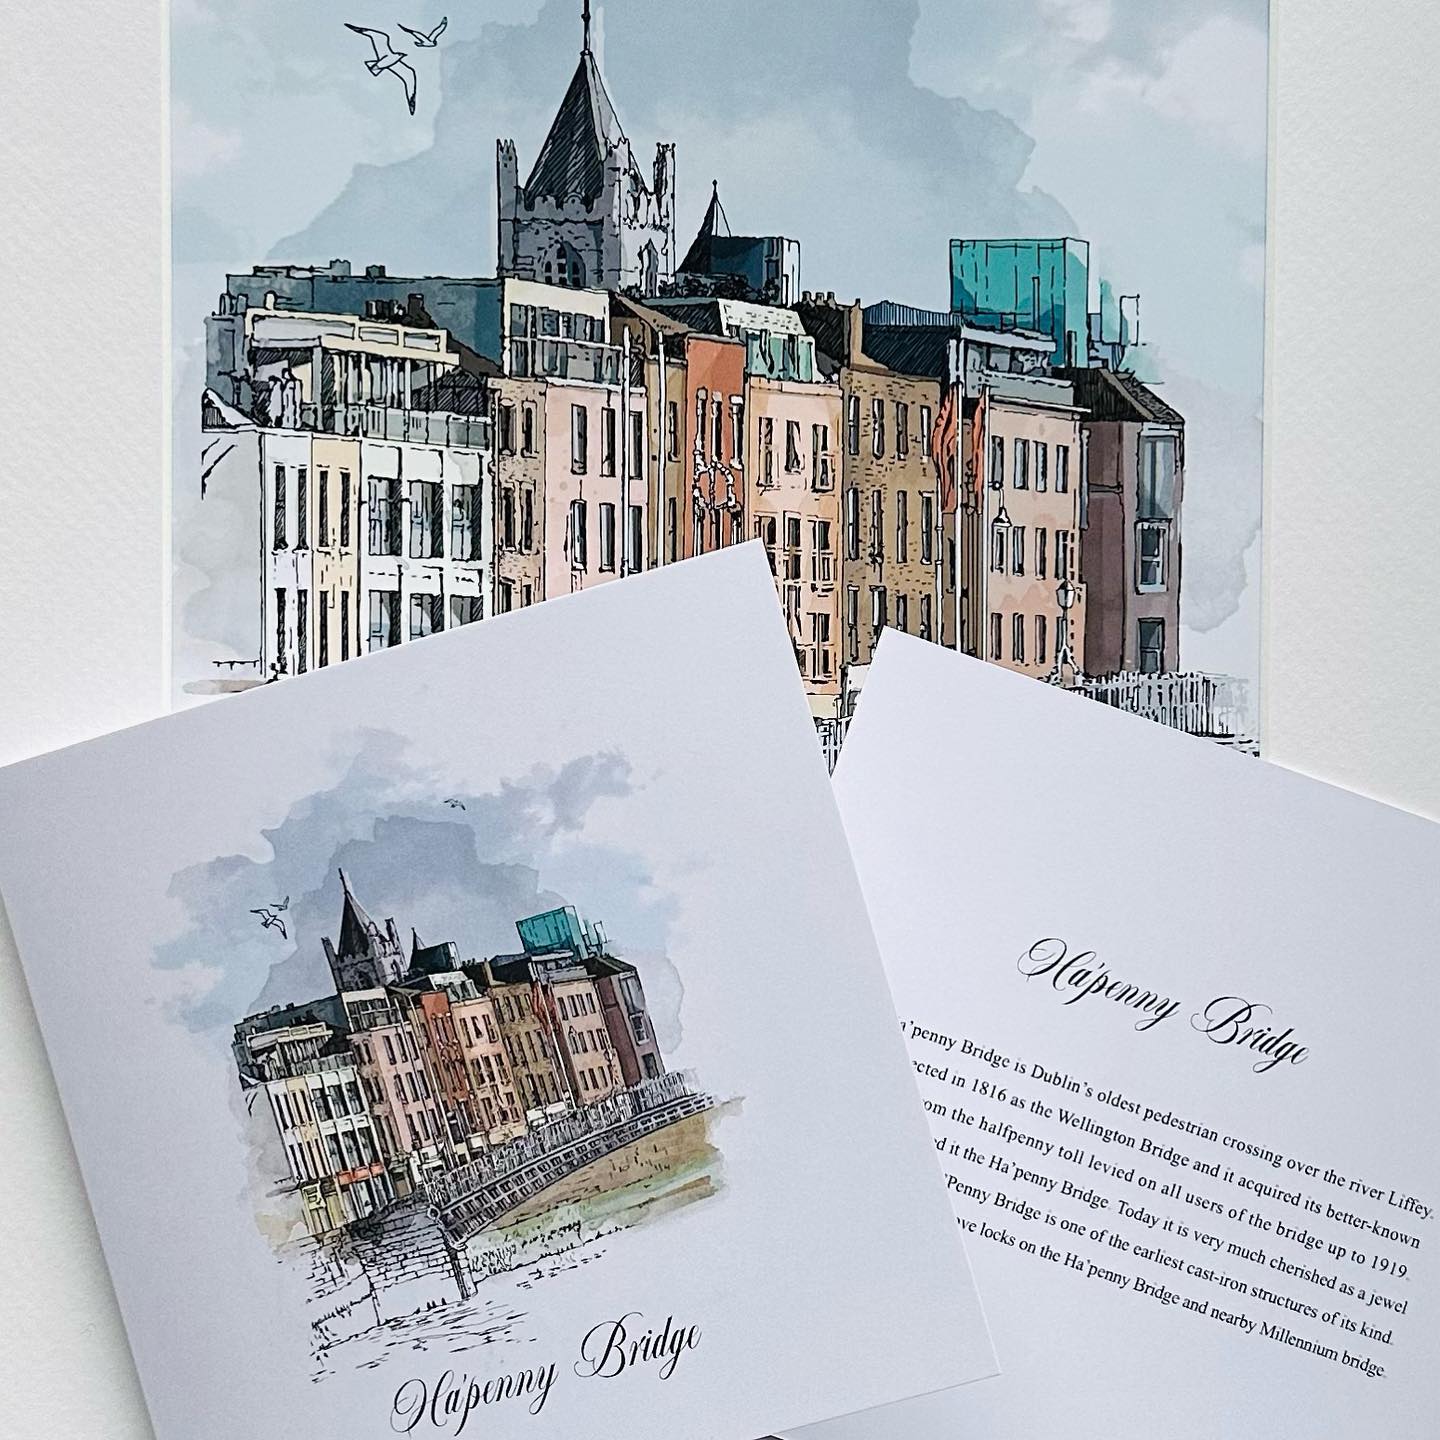 Ha'penny Bridge
Ha'penny Bridge
a'penny Bridge is Dublin's oldest pedestrian crossing over the river Liffey.
ected in 1816 as the Wellington Bridge and it acquired its better-known
om the halfpenny toll levied on all users of the bridge up to 1919.
d it the Ha'penny Bridge. Today it is very much cherished as a jewel
'Penny Bridge is one of the earliest cast-iron structures of its kind.
ove locks on the Ha'penny Bridge and nearby Millennium bridge.